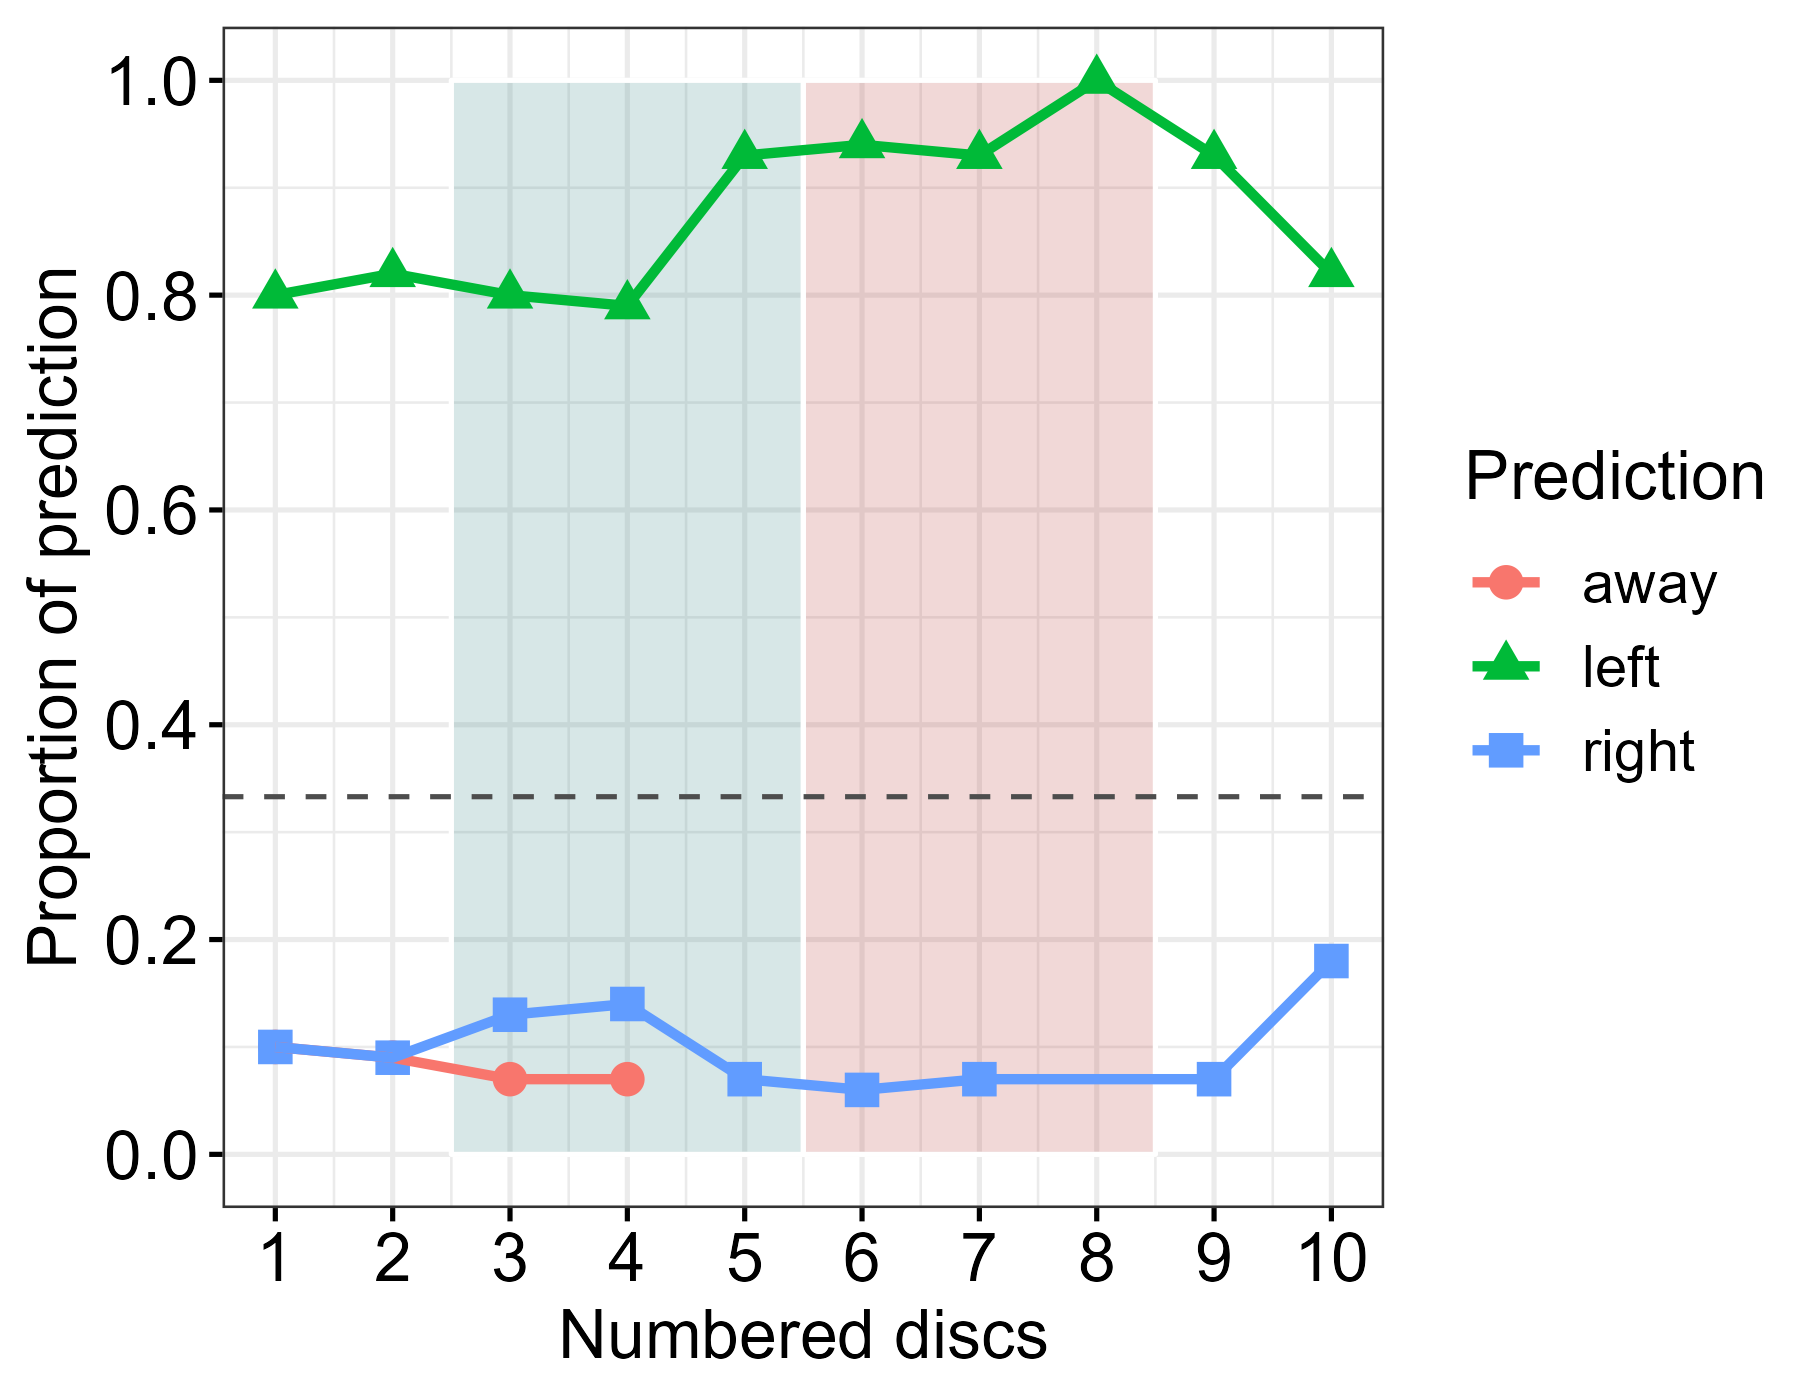 1.0
0.8
0.6
0.4
0.2
0.0
Proportion of prediction
1 2 3 4 5 6 7 8 9 10
Numbered discs
Prediction
away
left
right